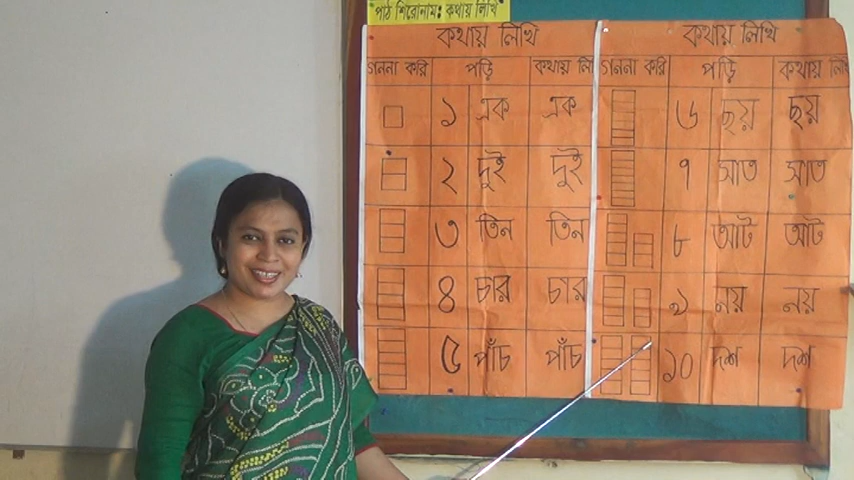 পাঠ শিরোনাম: কথায় লিখি
কথায় লিখি
গননা করি পড়ি কথায় লি
১ এক এক
২ দুই দুই
৩ তিন তিন
৪ চার চার
৫ পাঁচ পাঁচ
কথায় লিখি
গননা করি পড়ি কথায় লিখি
৬ ছয় ছয়
৭ সাত সাত
৮ আট আট
৯ নয় নয়
১০ দশ দশ